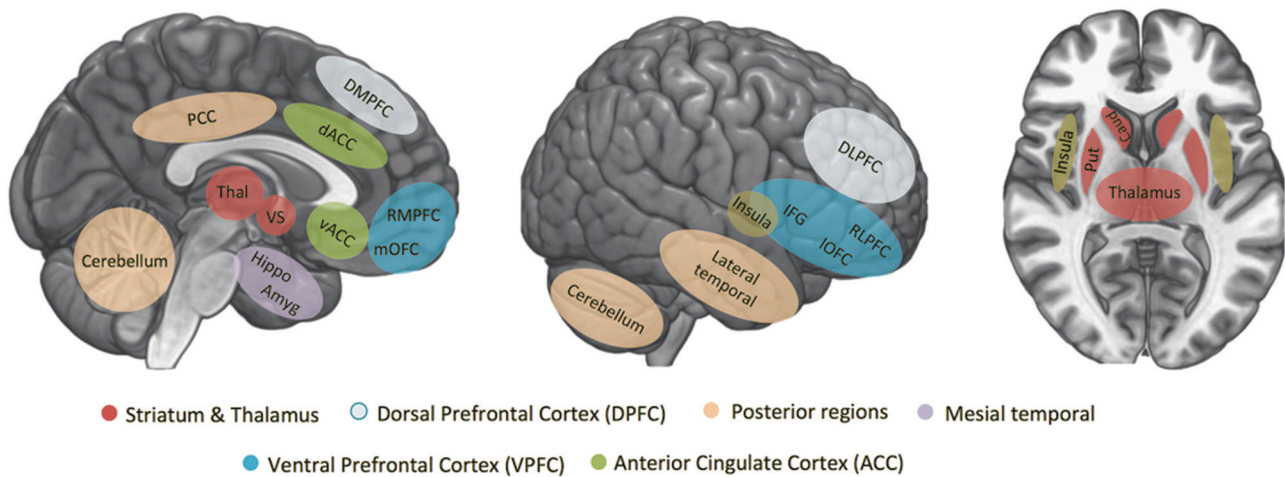 DMPFC
PCC
dACC
Thal
VS
RMPFC
vACC
mOFC
Cerebellum
Hippo
Amyg
DLPFC
Insula
IFG
RLPFC
lOFC
Lateral
temporal
Cerebellum
Caud
Insula
Put
Thalamus
Striatum & Thalamus
Dorsal Prefrontal Cortex (DPFC)
Posterior regions
Mesial temporal
Ventral Prefrontal Cortex (VPFC)
Anterior Cingulate Cortex (ACC)